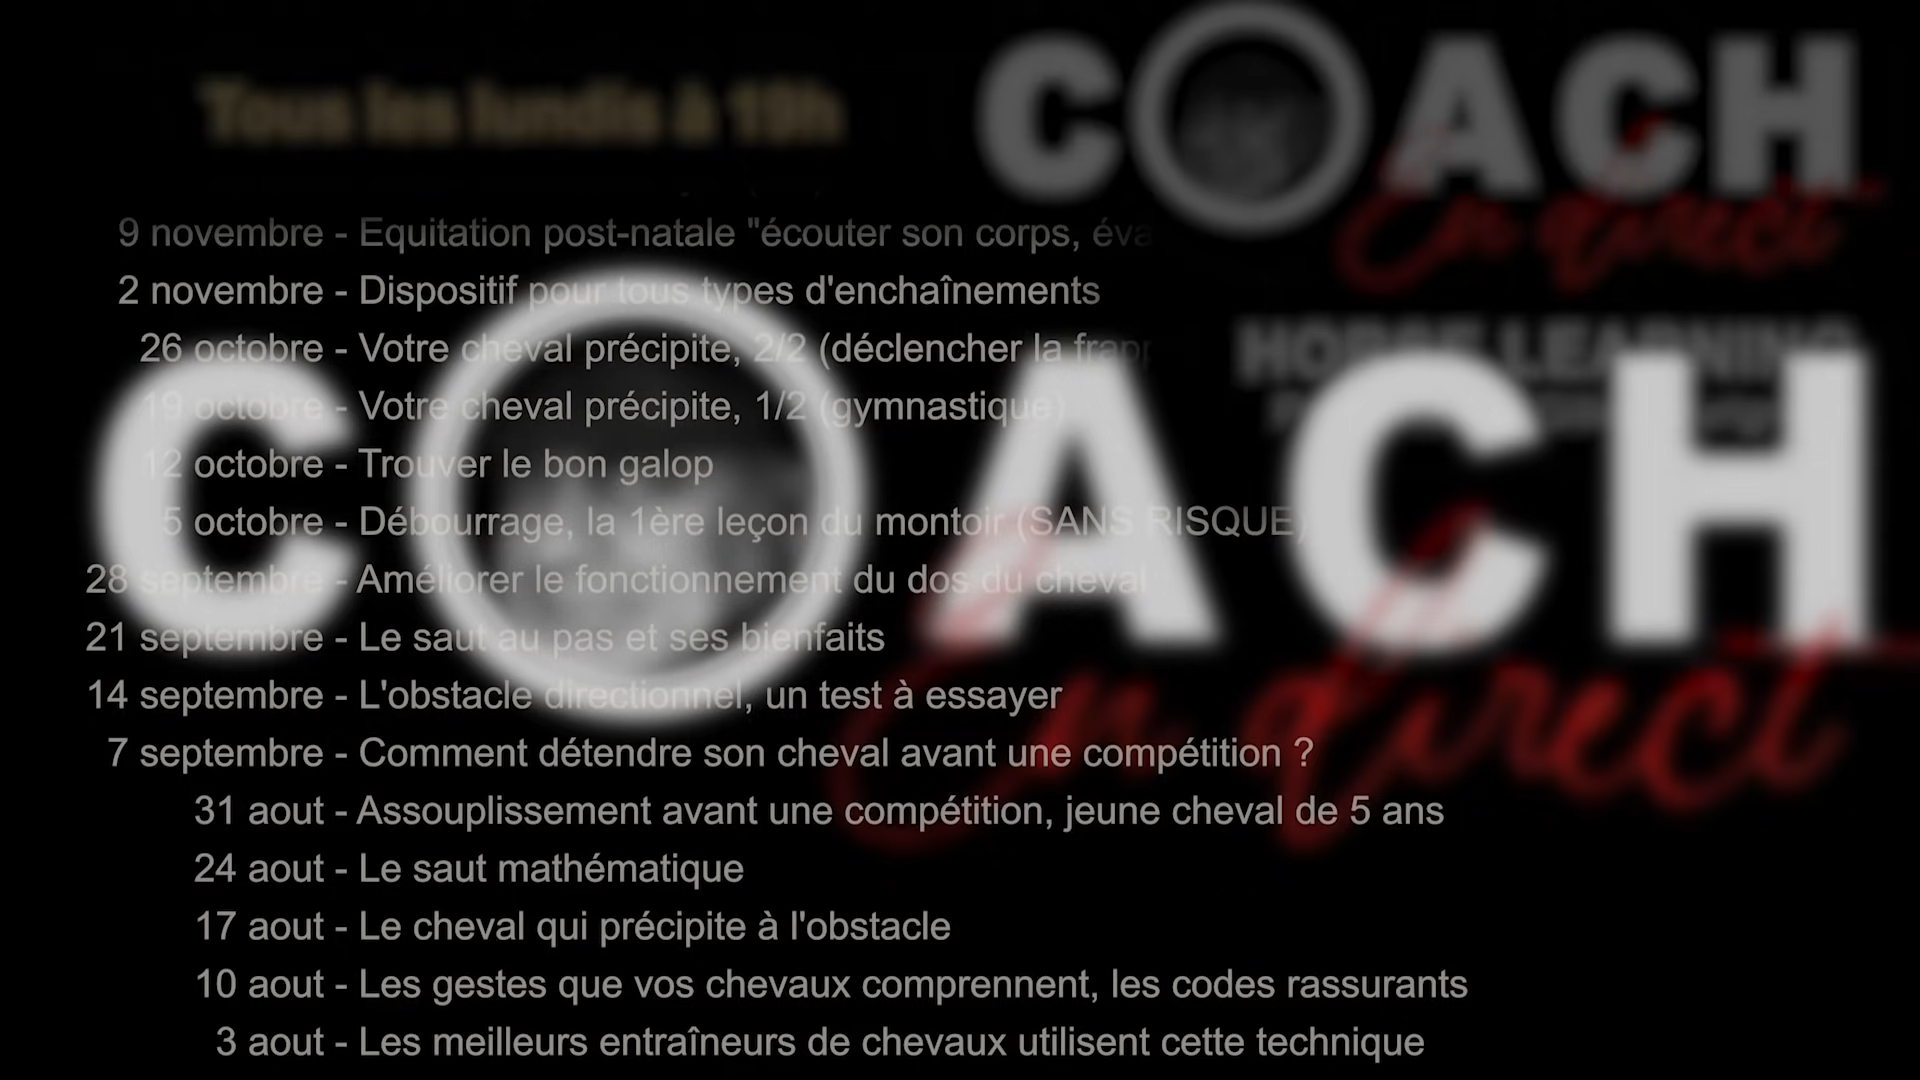 Tous les lundis à 19h
COACH
En direct
9 novembre - Equitation post-natale "écouter son corps, éva
2 novembre - Dispositif pour tous types d'enchaînements
26 octobre - Votre cheval précipite, 2/2 (déclencher la frapp
HORSE LEARNING
19 octobre - Votre cheval précipite, 1/2 (gymnastique)
12 octobre - Trouver le bon galop
5 octobre - Débourrage, la 1ère leçon du montoir (SANS RISQUE)
28 septembre - Améliorer le fonctionnement du dos du cheval
21 septembre - Le saut au pas et ses bienfaits
14 septembre - L'obstacle directionnel, un test à essayer
7 septembre - Comment détendre son cheval avant une compétition ?
31 aout - Assouplissement avant une compétition, jeune cheval de 5 ans
24 aout - Le saut mathématique
17 aout - Le cheval qui précipite à l'obstacle
10 aout - Les gestes que vos chevaux comprennent, les codes rassurants
3 aout - Les meilleurs entraîneurs de chevaux utilisent cette technique
COACH
En direct